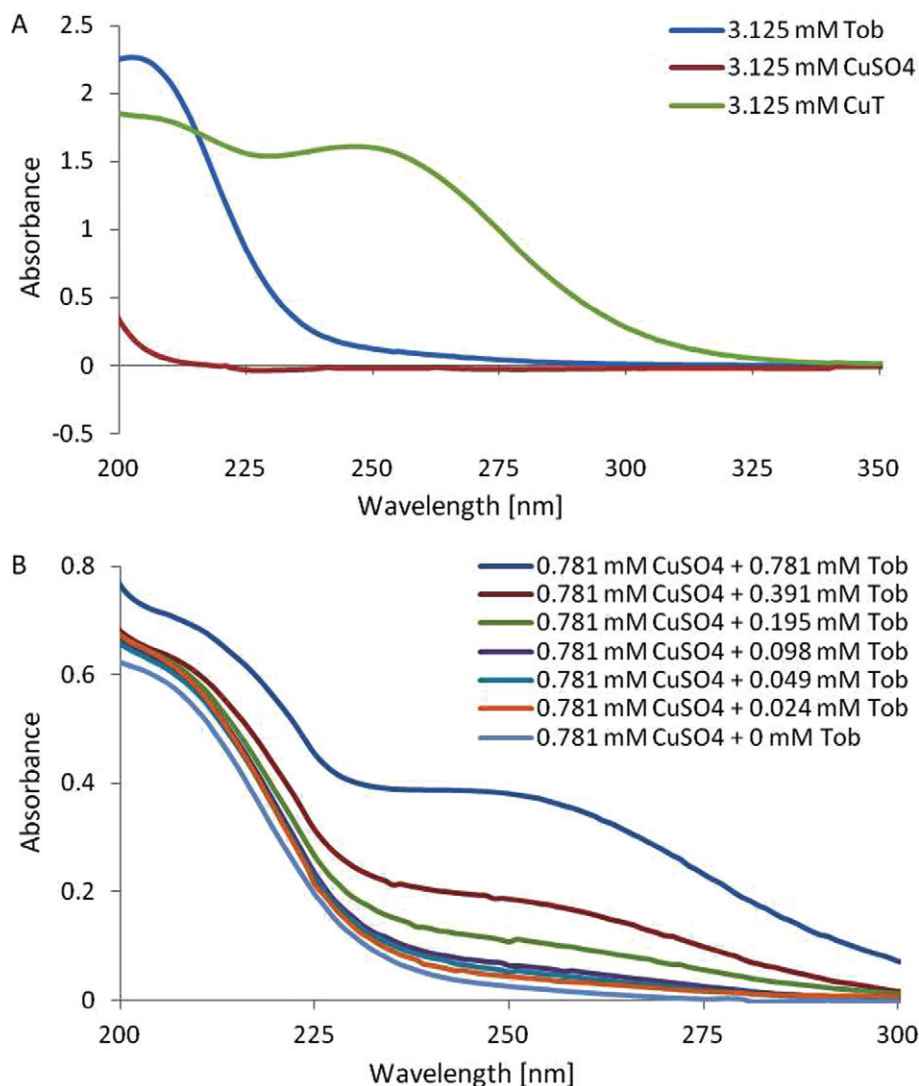 A
2.5
2
1.5
1
0.5
0
-0.5
Absorbance
3.125 mM Tob
3.125 mM CuSO4
3.125 mM CuT
200 225 250 275 300 325 350
Wavelength [nm]
B
0.8
0.6
0.4
0.2
0
Absorbance
0.781 mM CuSO4 + 0.781 mM Tob
0.781 mM CuSO4 + 0.391 mM Tob
0.781 mM CuSO4 + 0.195 mM Tob
0.781 mM CuSO4 + 0.098 mM Tob
0.781 mM CuSO4 + 0.049 mM Tob
0.781 mM CuSO4 + 0.024 mM Tob
0.781 mM CuSO4 + 0 mM Tob
200 225 250 275 300
Wavelength [nm]